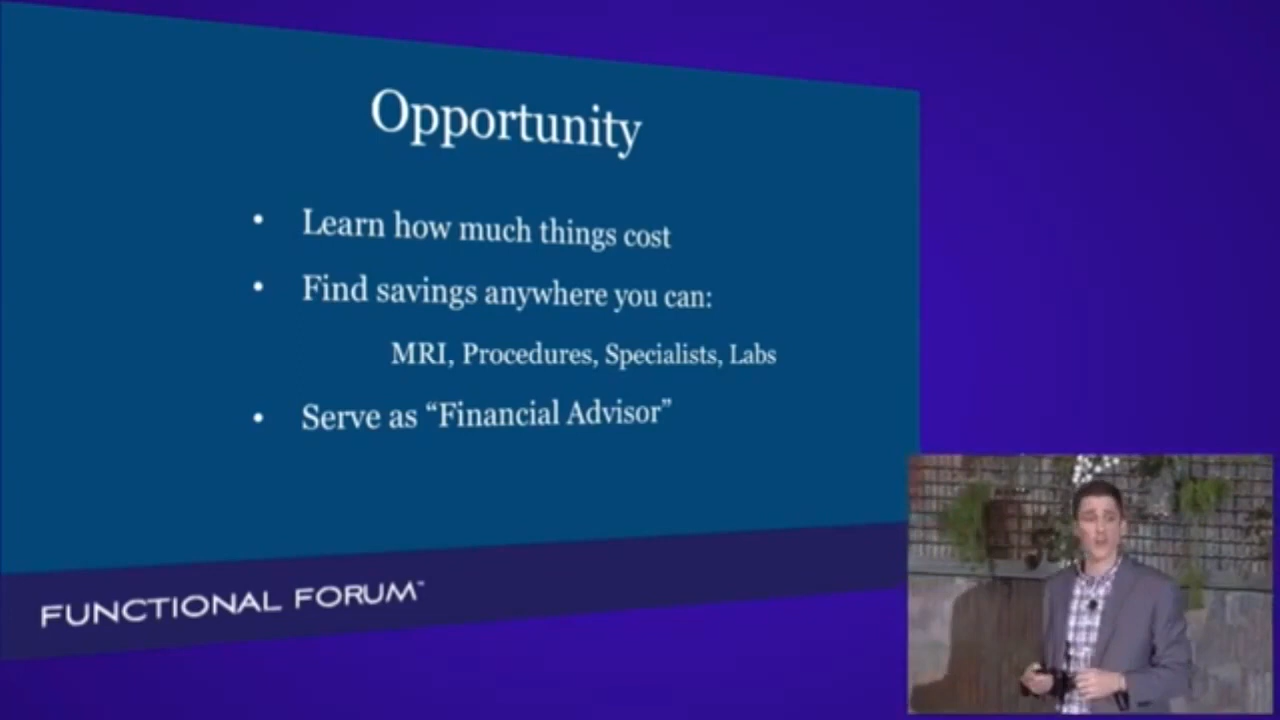 Opportunity
• Learn how much things cost
• Find savings anywhere you can:
MRI, Procedures, Specialists, Labs
• Serve as “Financial Advisor”
FUNCTIONAL FORUM™